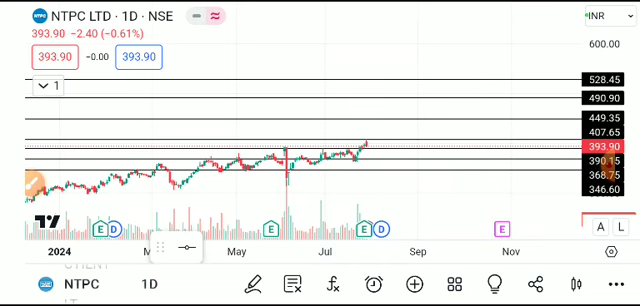 NTPC LTD · 1D · NSE
INR
393.90 −2.40 (−0.61%)
393.90 −0.00 393.90
1
600.00
528.45
490.90
449.35
407.65
393.90
390.15
368.75
346.60
E D E E D E
A L
2024 May Jul Sep Nov
NTPC 1D